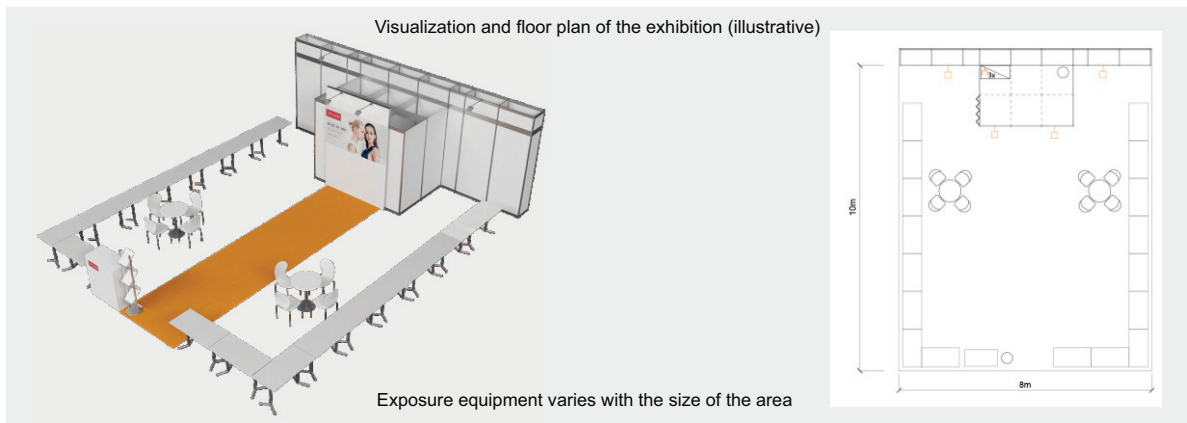 Visualization and floor plan of the exhibition (illustrative)
3x
10m
8m
Exposure equipment varies with the size of the area